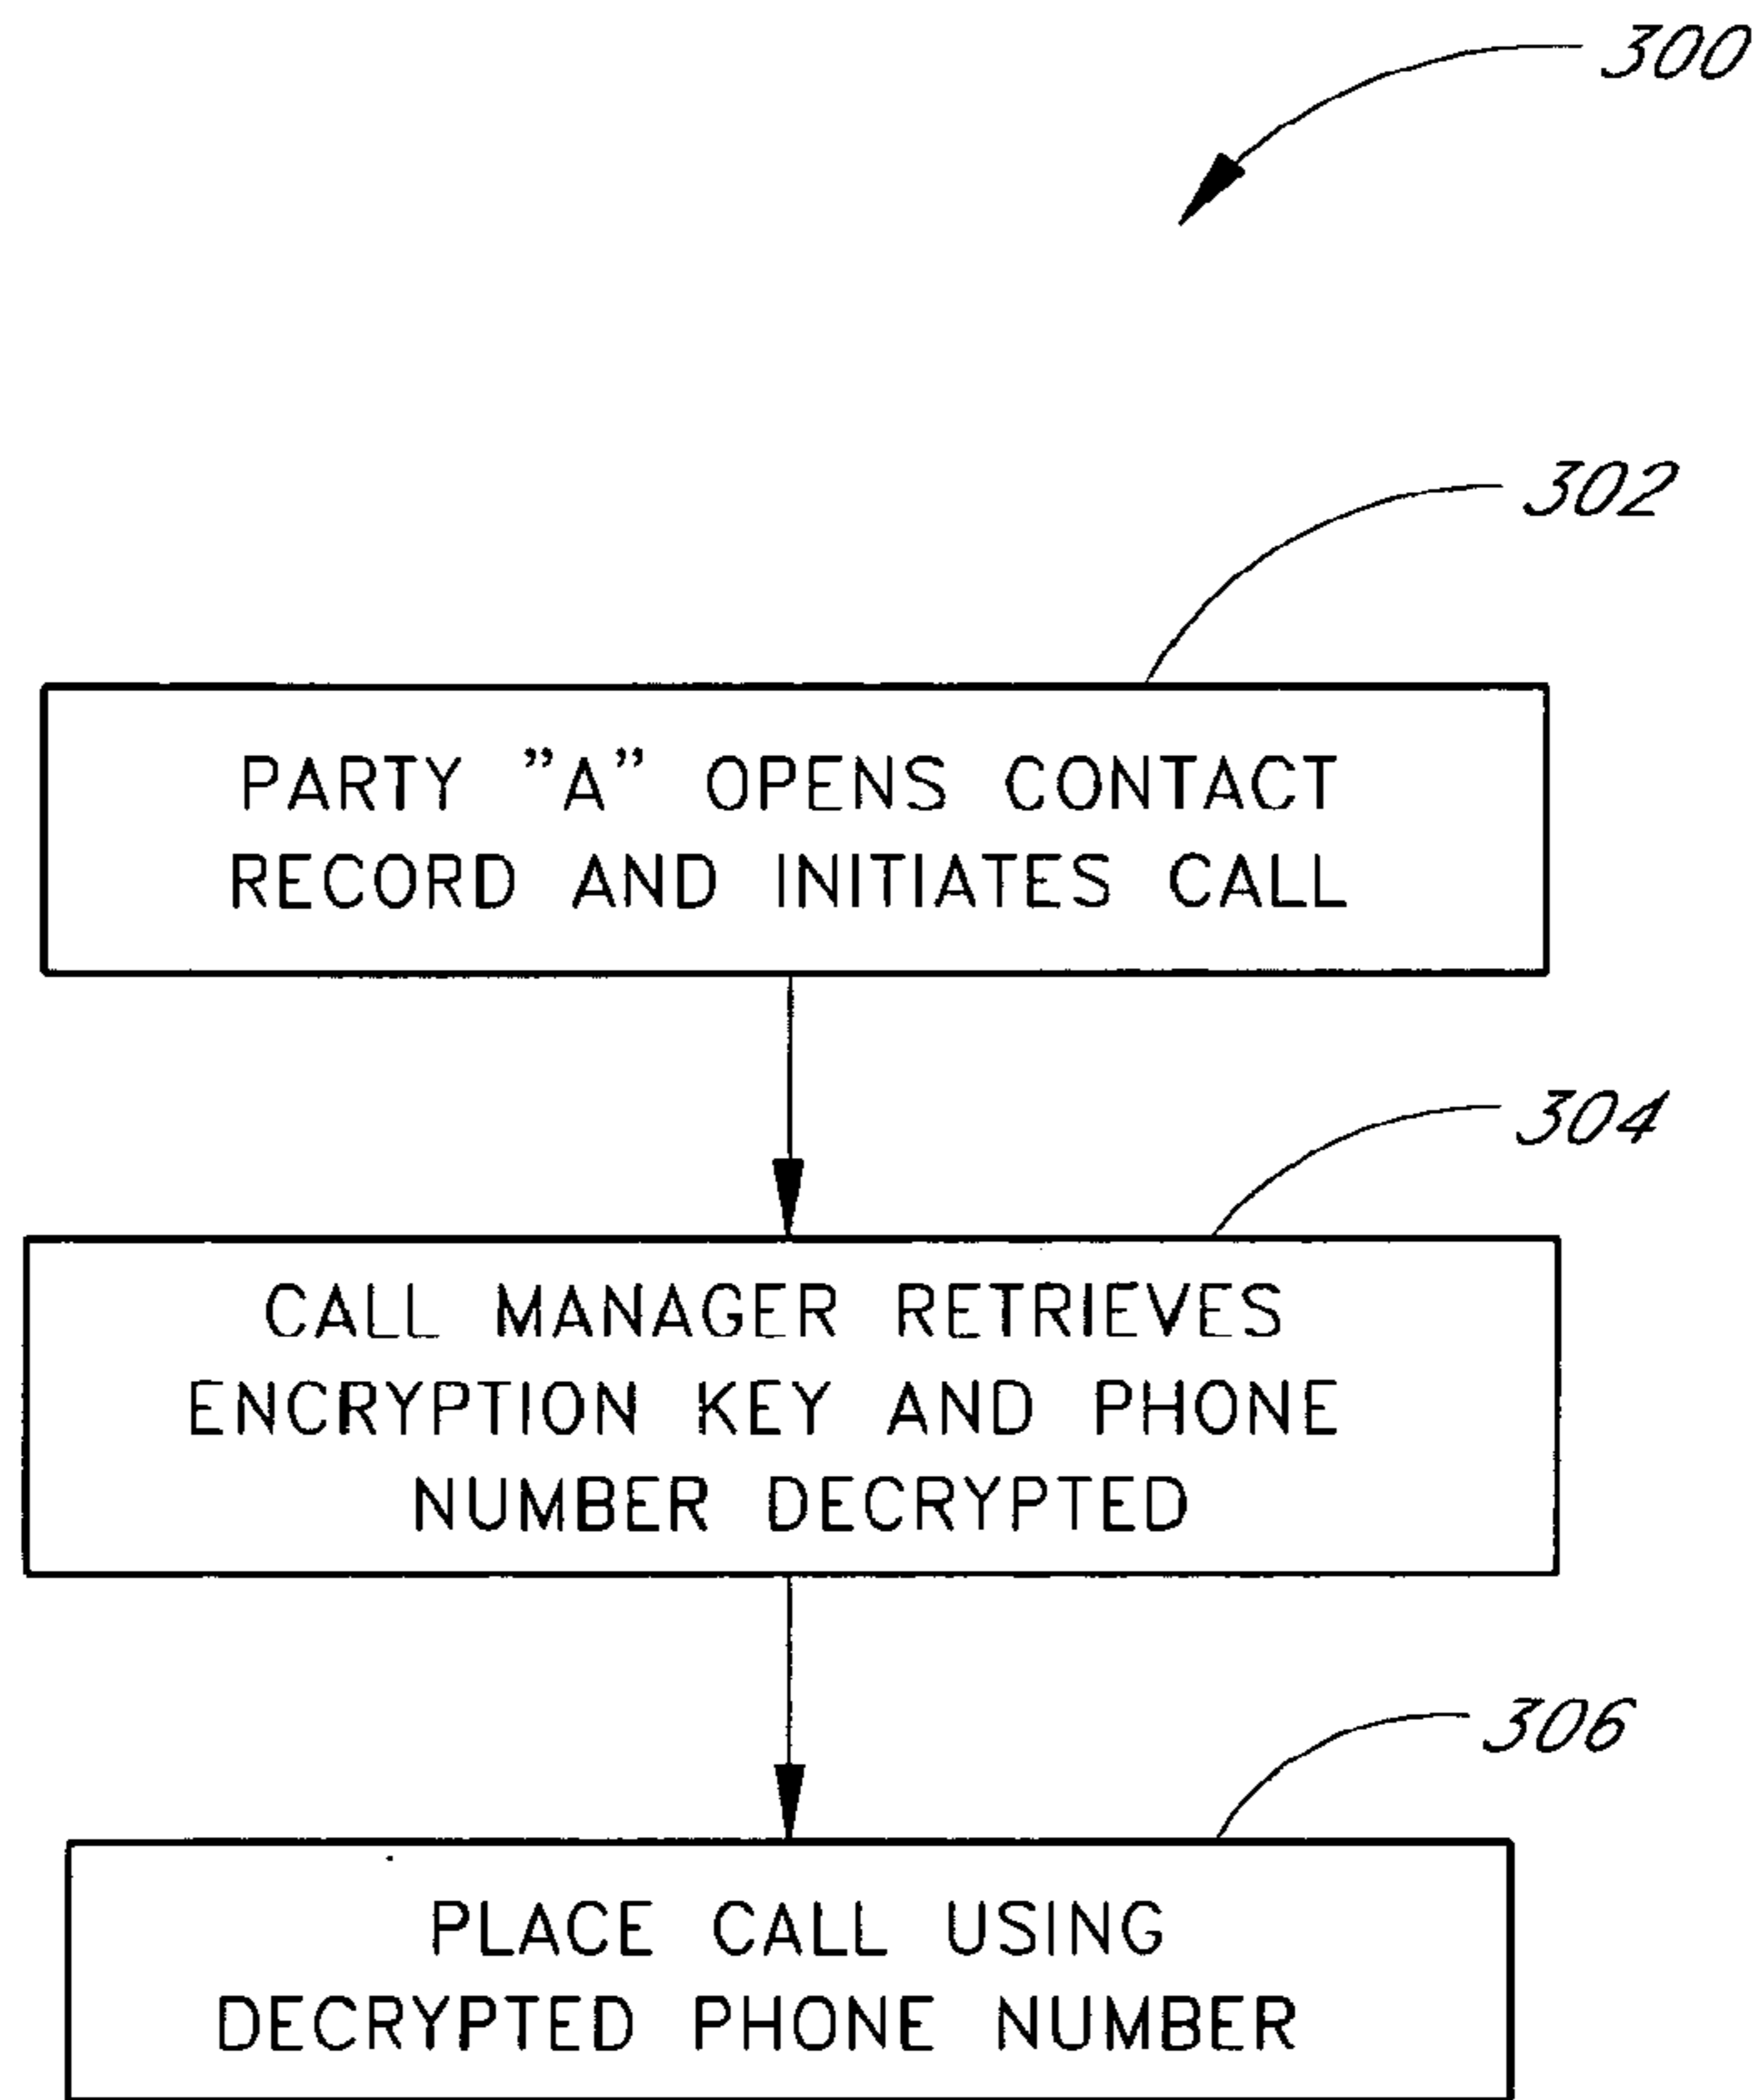 300
302
PARTY ”A” OPENS CONTACT
RECORD AND INITIATES CALL
304
CALL MANAGER RETRIEVES
ENCRYPTION KEY AND PHONE
NUMBER DECRYPTED
306
PLACE CALL USING
DECRYPTED PHONE NUMBER